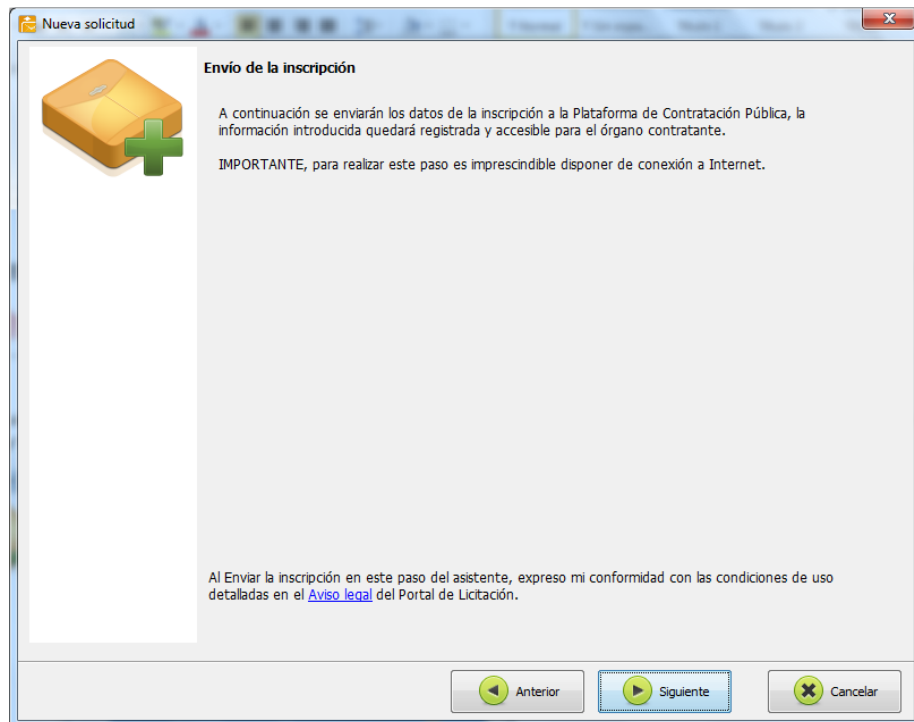 Nueva solicitud
Envío de la inscripción
A continuación se enviarán los datos de la inscripción a la Plataforma de Contratación Pública, la
información introducida quedará registrada y accesible para el órgano contratante.
IMPORTANTE, para realizar este paso es imprescindible disponer de conexión a Internet.
Al Enviar la inscripción en este paso del asistente, expreso mi conformidad con las condiciones de uso
detalladas en el Aviso legal del Portal de Licitación.
Anterior
Siguiente
Cancelar